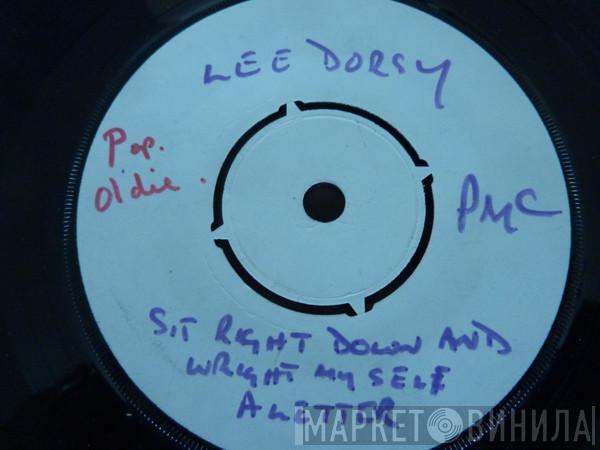 LEE DORSY
Pop.
Oldie.
PMC
SIT RIGHT DOWN AND
WRIGHT MY SELF
A LETTER
МАРКЕТ ВИНИЛА